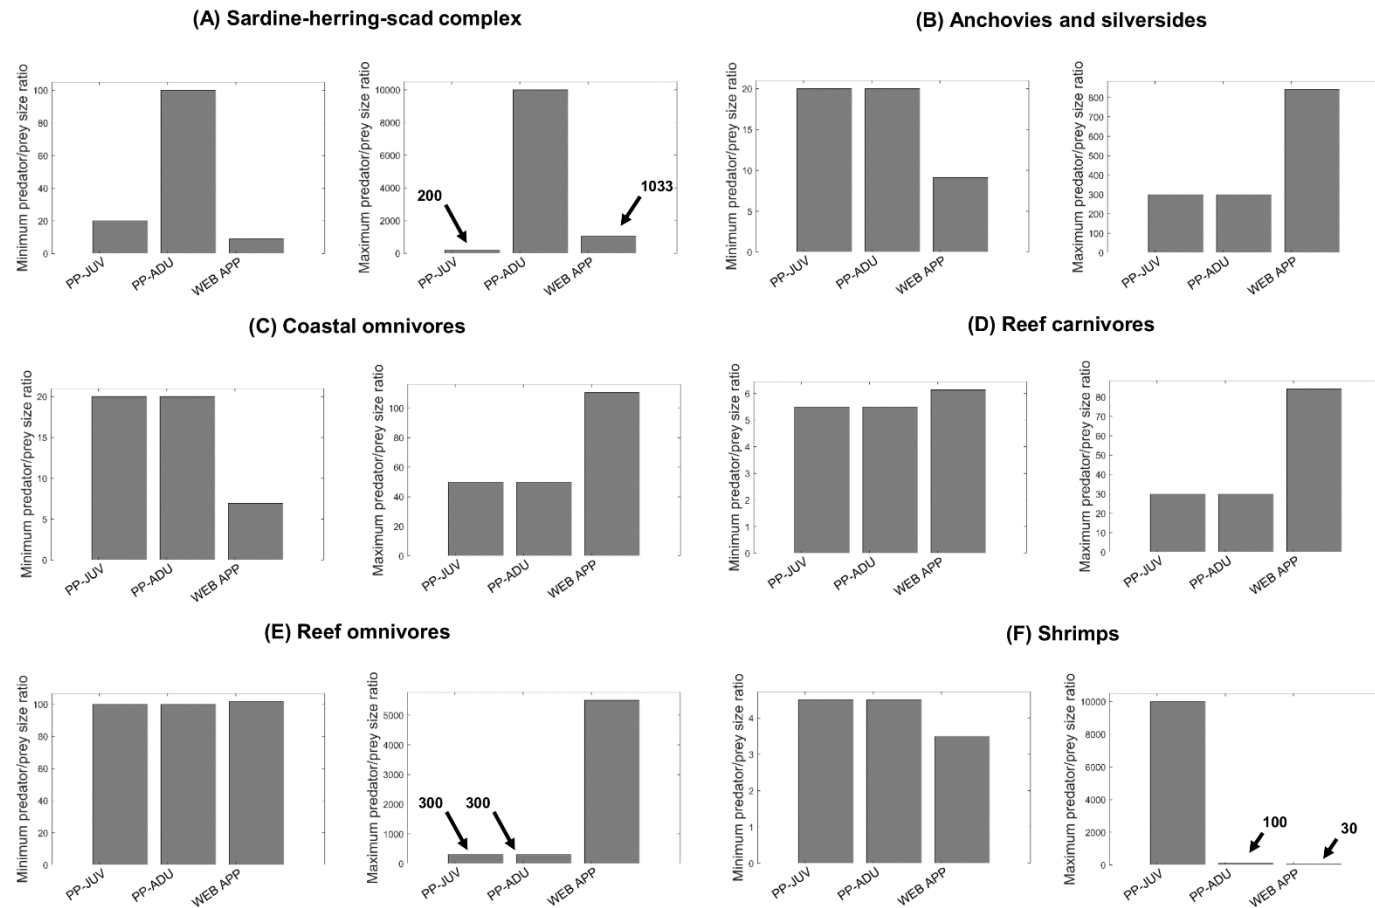 (A) Sardine-herring-scad complex
Minimum predator/prey size ratio
100
80
60
40
20
0
PP-JUV
PP-ADU
WEB APP
Maximum predator/prey size ratio
10000
8000
6000
4000
2000
0
200
1033
PP-JUV
PP-ADU
WEB APP
(B) Anchovies and silversides
Minimum predator/prey size ratio
20
15
10
5
0
PP-JUV
PP-ADU
WEB APP
Maximum predator/prey size ratio
800
700
600
500
400
300
200
100
0
PP-JUV
PP-ADU
WEB APP
(C) Coastal omnivores
Minimum predator/prey size ratio
20
15
10
5
0
PP-JUV
PP-ADU
WEB APP
Maximum predator/prey size ratio
100
80
60
40
20
0
PP-JUV
PP-ADU
WEB APP
(D) Reef carnivores
Minimum predator/prey size ratio
6
5
4
3
2
1
0
PP-JUV
PP-ADU
WEB APP
Maximum predator/prey size ratio
80
70
60
50
40
30
20
10
0
PP-JUV
PP-ADU
WEB APP
(E) Reef omnivores
Minimum predator/prey size ratio
100
80
60
40
20
0
PP-JUV
PP-ADU
WEB APP
Maximum predator/prey size ratio
5000
4000
3000
2000
1000
0
300
300
PP-JUV
PP-ADU
WEB APP
(F) Shrimps
Minimum predator/prey size ratio
4
3
2
1
0
PP-JUV
PP-ADU
WEB APP
Maximum predator/prey size ratio
10000
8000
6000
4000
2000
0
100
30
PP-JUV
PP-ADU
WEB APP